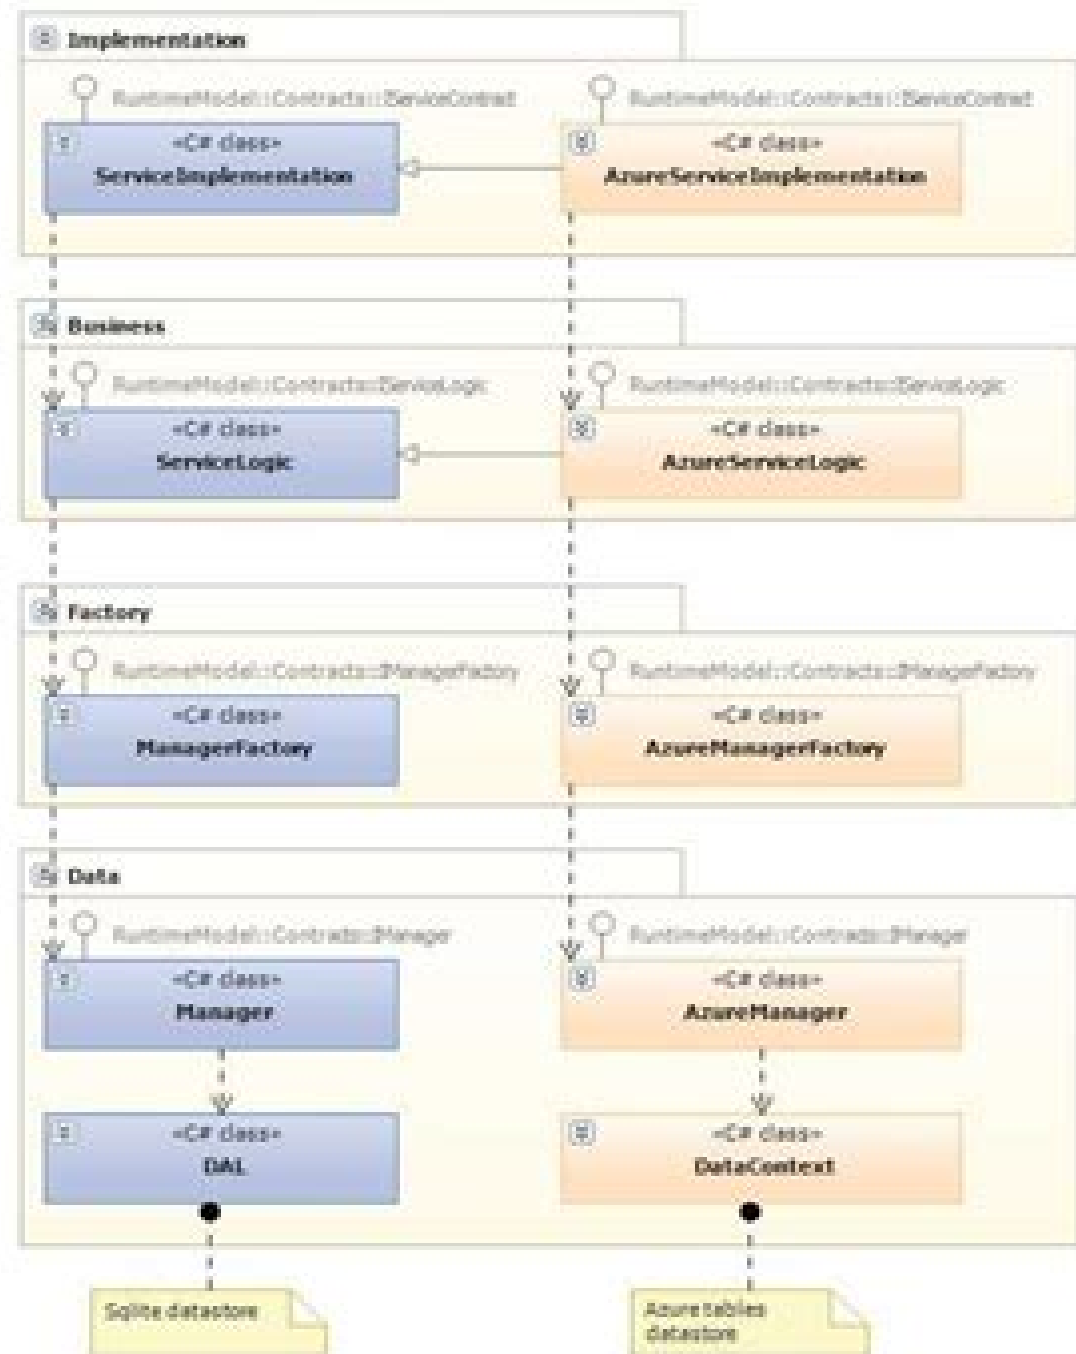 Implementation
RuntimeModel::Contracts::IServiceContract
RuntimeModel::Contracts::IServiceContract
«C# class»
ServiceImplementation
«C# class»
AzureServiceImplementation
Business
RuntimeModel::Contracts::IServiceLogic
RuntimeModel::Contracts::IServiceLogic
«C# class»
ServiceLogic
«C# class»
AzureServiceLogic
Factory
RuntimeModel::Contracts::IManagerFactory
RuntimeModel::Contracts::IManagerFactory
«C# class»
ManagerFactory
«C# class»
AzureManagerFactory
Data
RuntimeModel::Contracts::IManager
RuntimeModel::Contracts::IManager
«C# class»
Manager
«C# class»
AzureManager
«C# class»
DAL
«C# class»
DataContext
Sqlite datastore
Azure tables
datastore